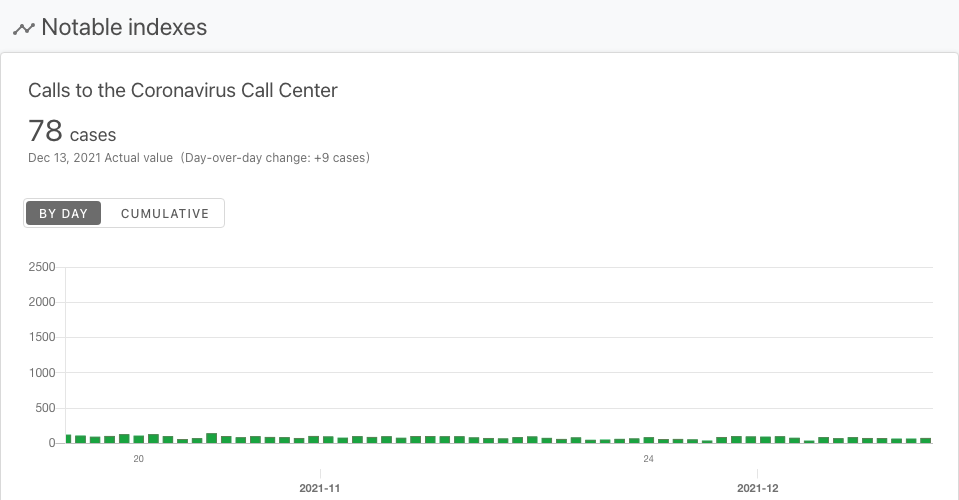 Notable indexes
Calls to the Coronavirus Call Center
78 cases
Dec 13, 2021 Actual value (Day-over-day change: +9 cases)
BY DAY CUMULATIVE
2500
2000
1500
1000
500
0
20 24
2021-11 2021-12